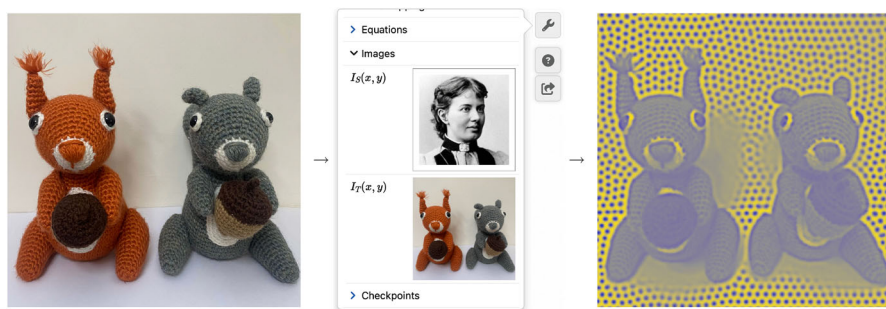 Equations
Images
I_S(x, y)
I_T(x, y)
Checkpoints